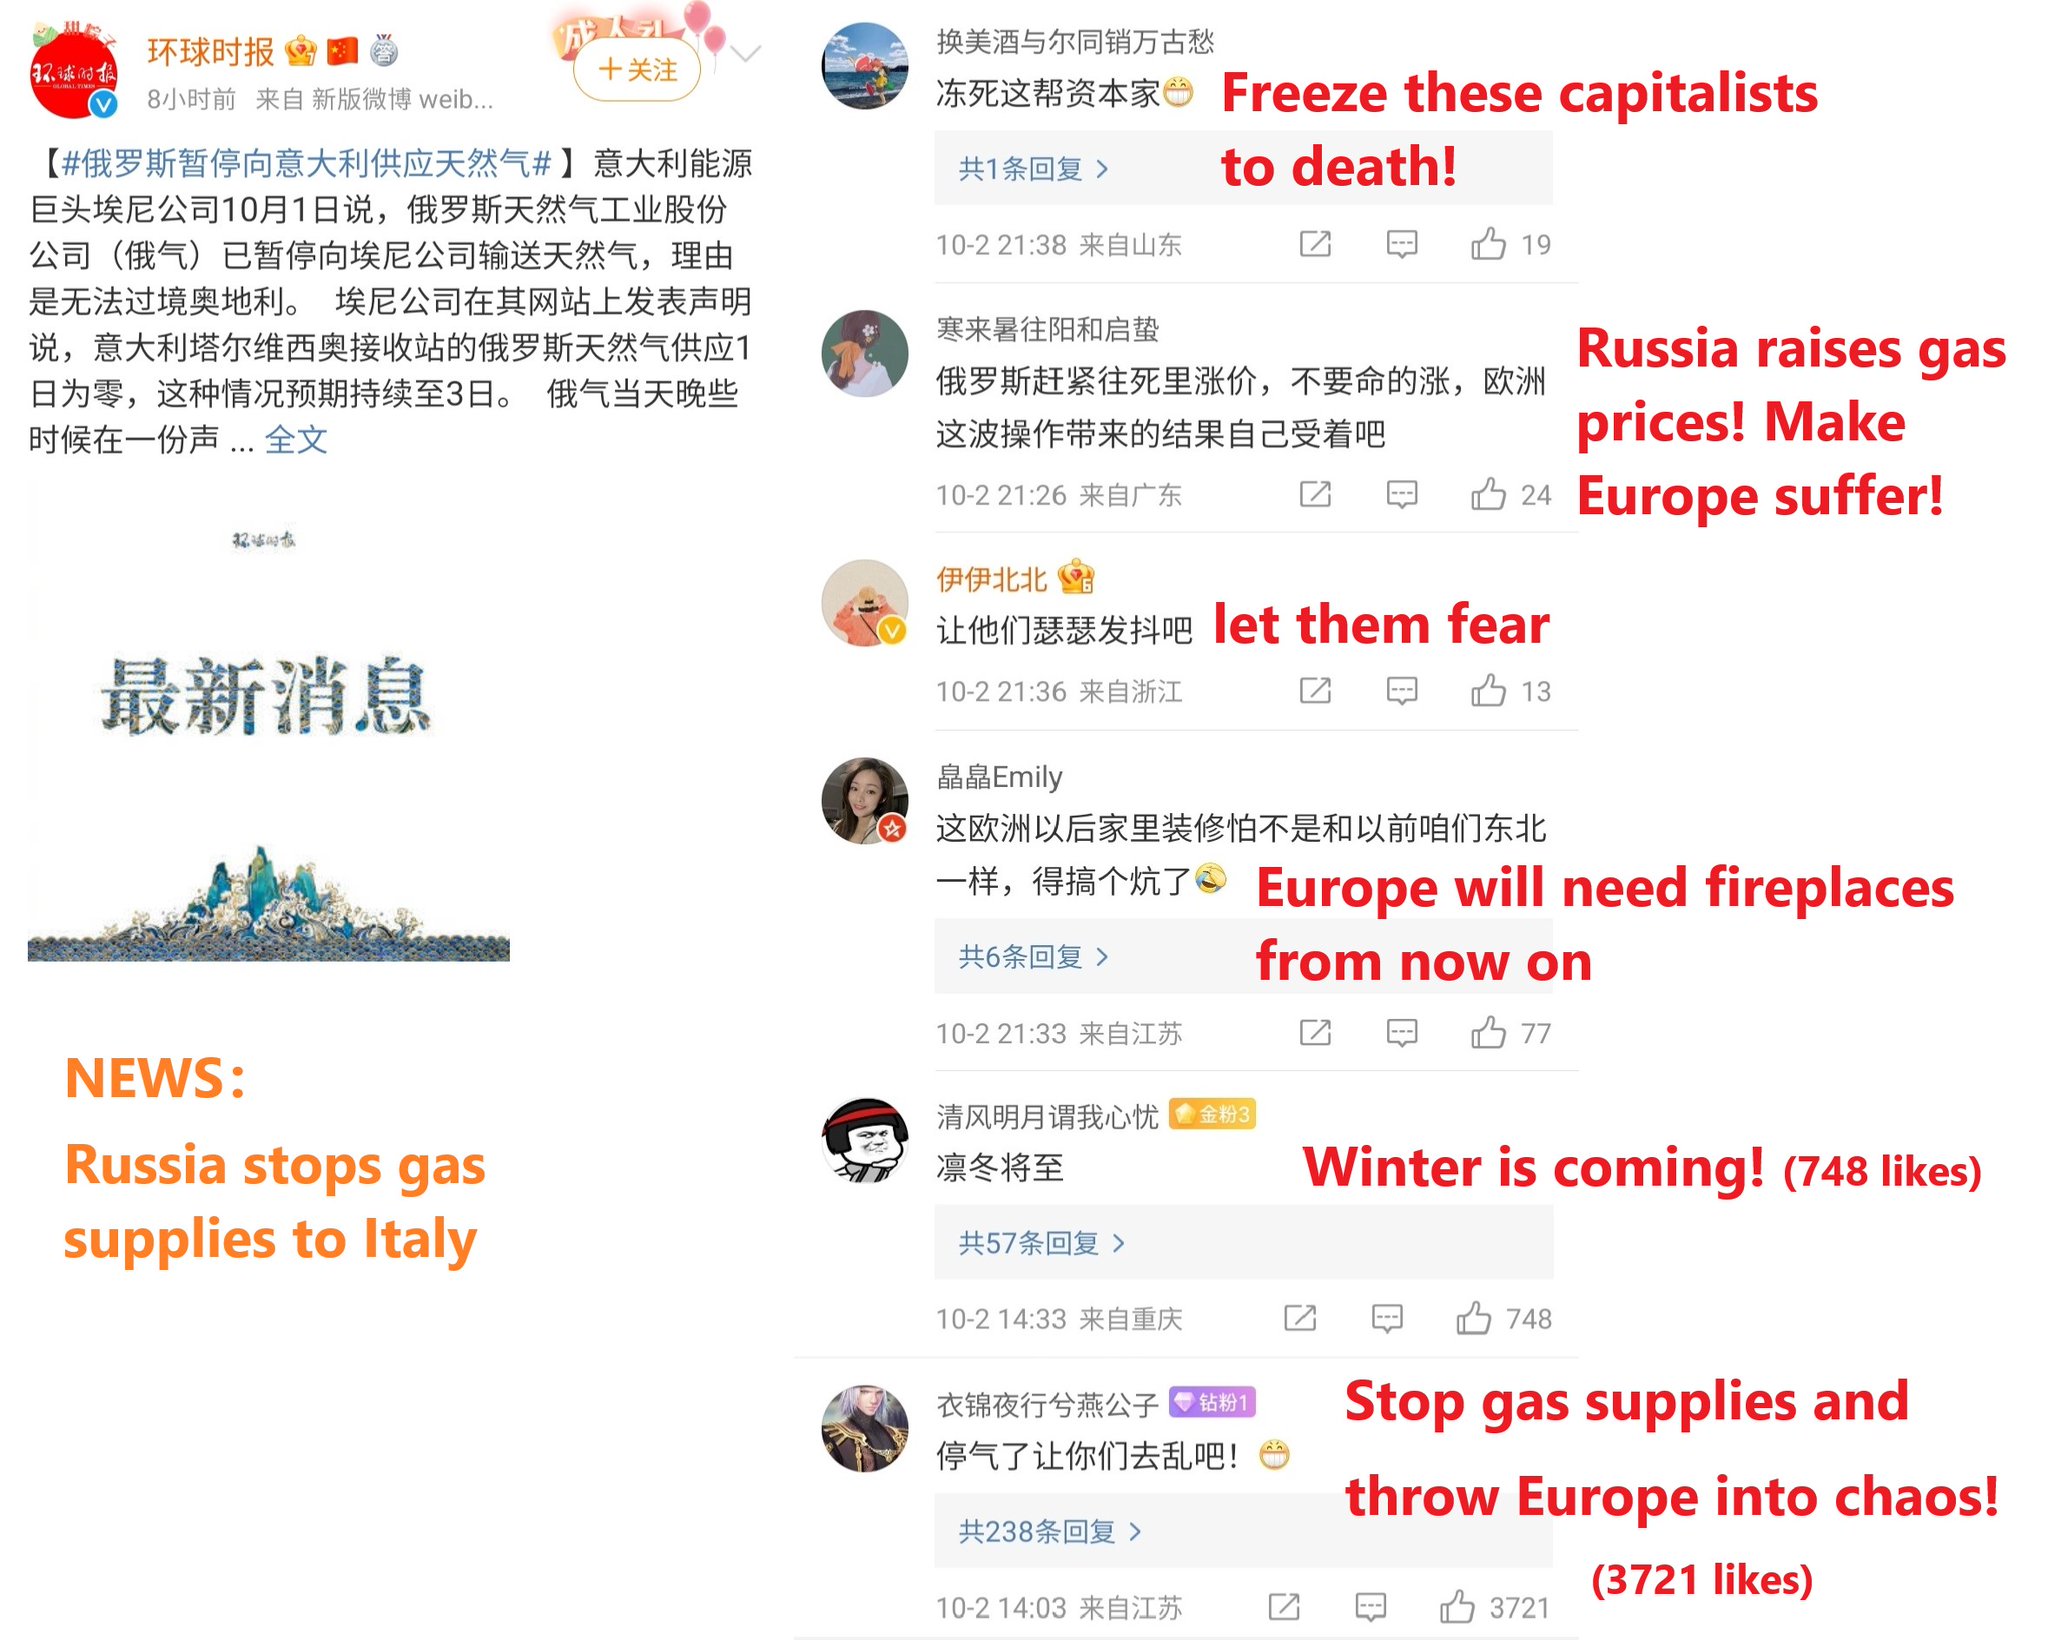 环球时报
8小时前 来自 新版微博 weib...
+关注
【#俄罗斯暂停向意大利供应天然气#】意大利能源
巨头埃尼公司10月1日说，俄罗斯天然气工业股份
公司（俄气）已暂停向埃尼公司输送天然气，理由
是无法过境奥地利。 埃尼公司在其网站上发表声明
说，意大利塔尔维西奥接收站的俄罗斯天然气供应1
日为零，这种情况预期持续至3日。 俄气当天晚些
时候在一份声 ... 全文
环球时报
最新消息
NEWS：
Russia stops gas
supplies to Italy
换美酒与尔同销万古愁
冻死这帮资本家
Freeze these capitalists
to death!
共1条回复 >
10-2 21:38 来自山东
19
寒来暑往阳和启蛰
俄罗斯赶紧往死里涨价，不要命的涨，欧洲
这波操作带来的结果自己受着吧
10-2 21:26 来自广东
24
Russia raises gas
prices! Make
Europe suffer!
伊伊北北
让他们瑟瑟发抖吧
let them fear
10-2 21:36 来自浙江
13
皛皛Emily
这欧洲以后家里装修怕不是和以前咱们东北
一样，得搞个炕了
Europe will need fireplaces
from now on
共6条回复 >
10-2 21:33 来自江苏
77
清风明月谓我心忧 金粉3
凛冬将至
Winter is coming! (748 likes)
共57条回复 >
10-2 14:33 来自重庆
748
衣锦夜行兮燕公子 钻粉1
停气了让你们去乱吧！
Stop gas supplies and
throw Europe into chaos!
(3721 likes)
共238条回复 >
10-2 14:03 来自江苏
3721